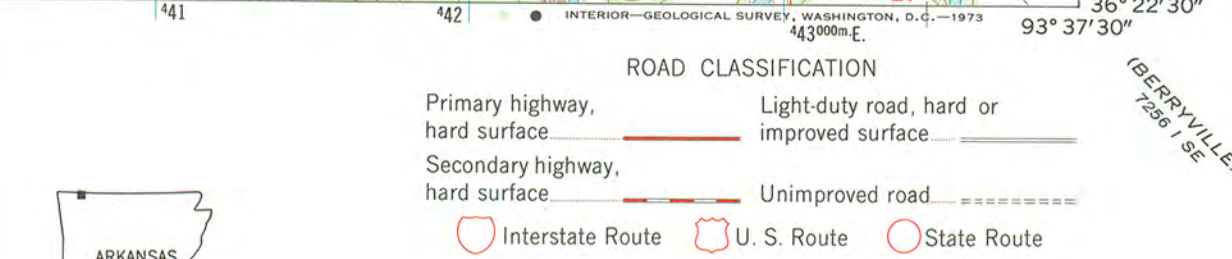 ⁴41
⁴42
INTERIOR—GEOLOGICAL SURVEY, WASHINGTON, D.C.—1973
36° 22' 30"
⁴43⁰⁰⁰ᵐ·E.
93° 37' 30"
ROAD CLASSIFICATION
(BERRYVILLE)
7256 I SE
Primary highway,
hard surface
Light-duty road, hard or
improved surface
Secondary highway,
hard surface
Unimproved road
Interstate Route
U. S. Route
State Route
ARKANSAS